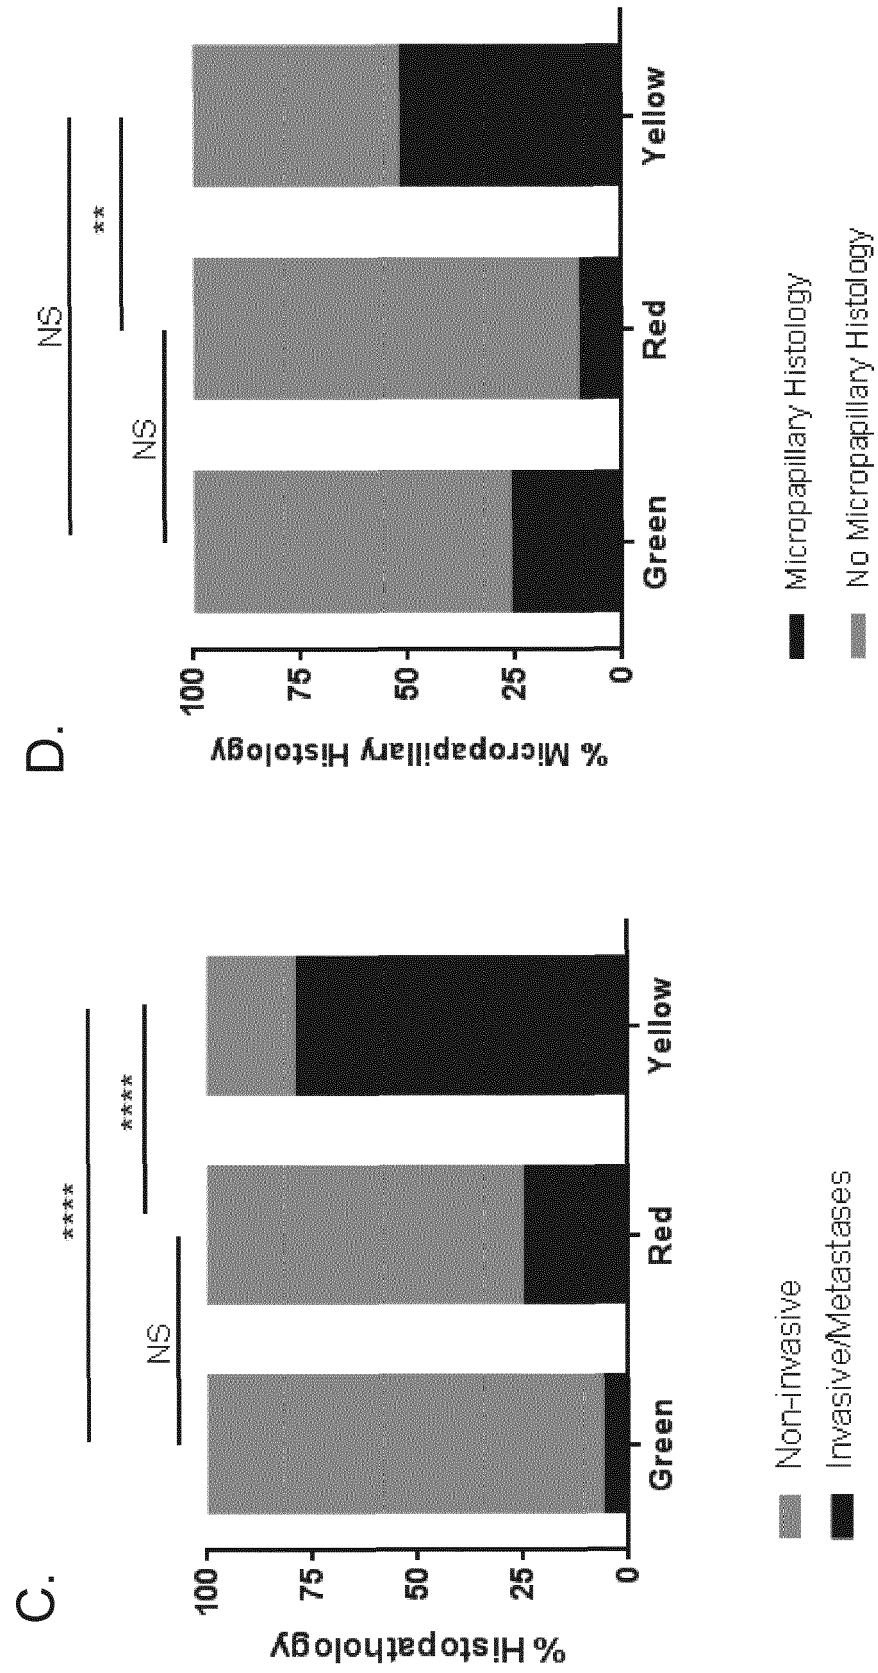 C.
****
NS
****
% Histopathology
100
75
50
25
0
Green
Red
Yellow
Non-invasive
Invasive/Metastases
D.
NS
NS
**
% Micropapillary Histology
100
75
50
25
0
Green
Red
Yellow
Micropapillary Histology
No Micropapillary Histology